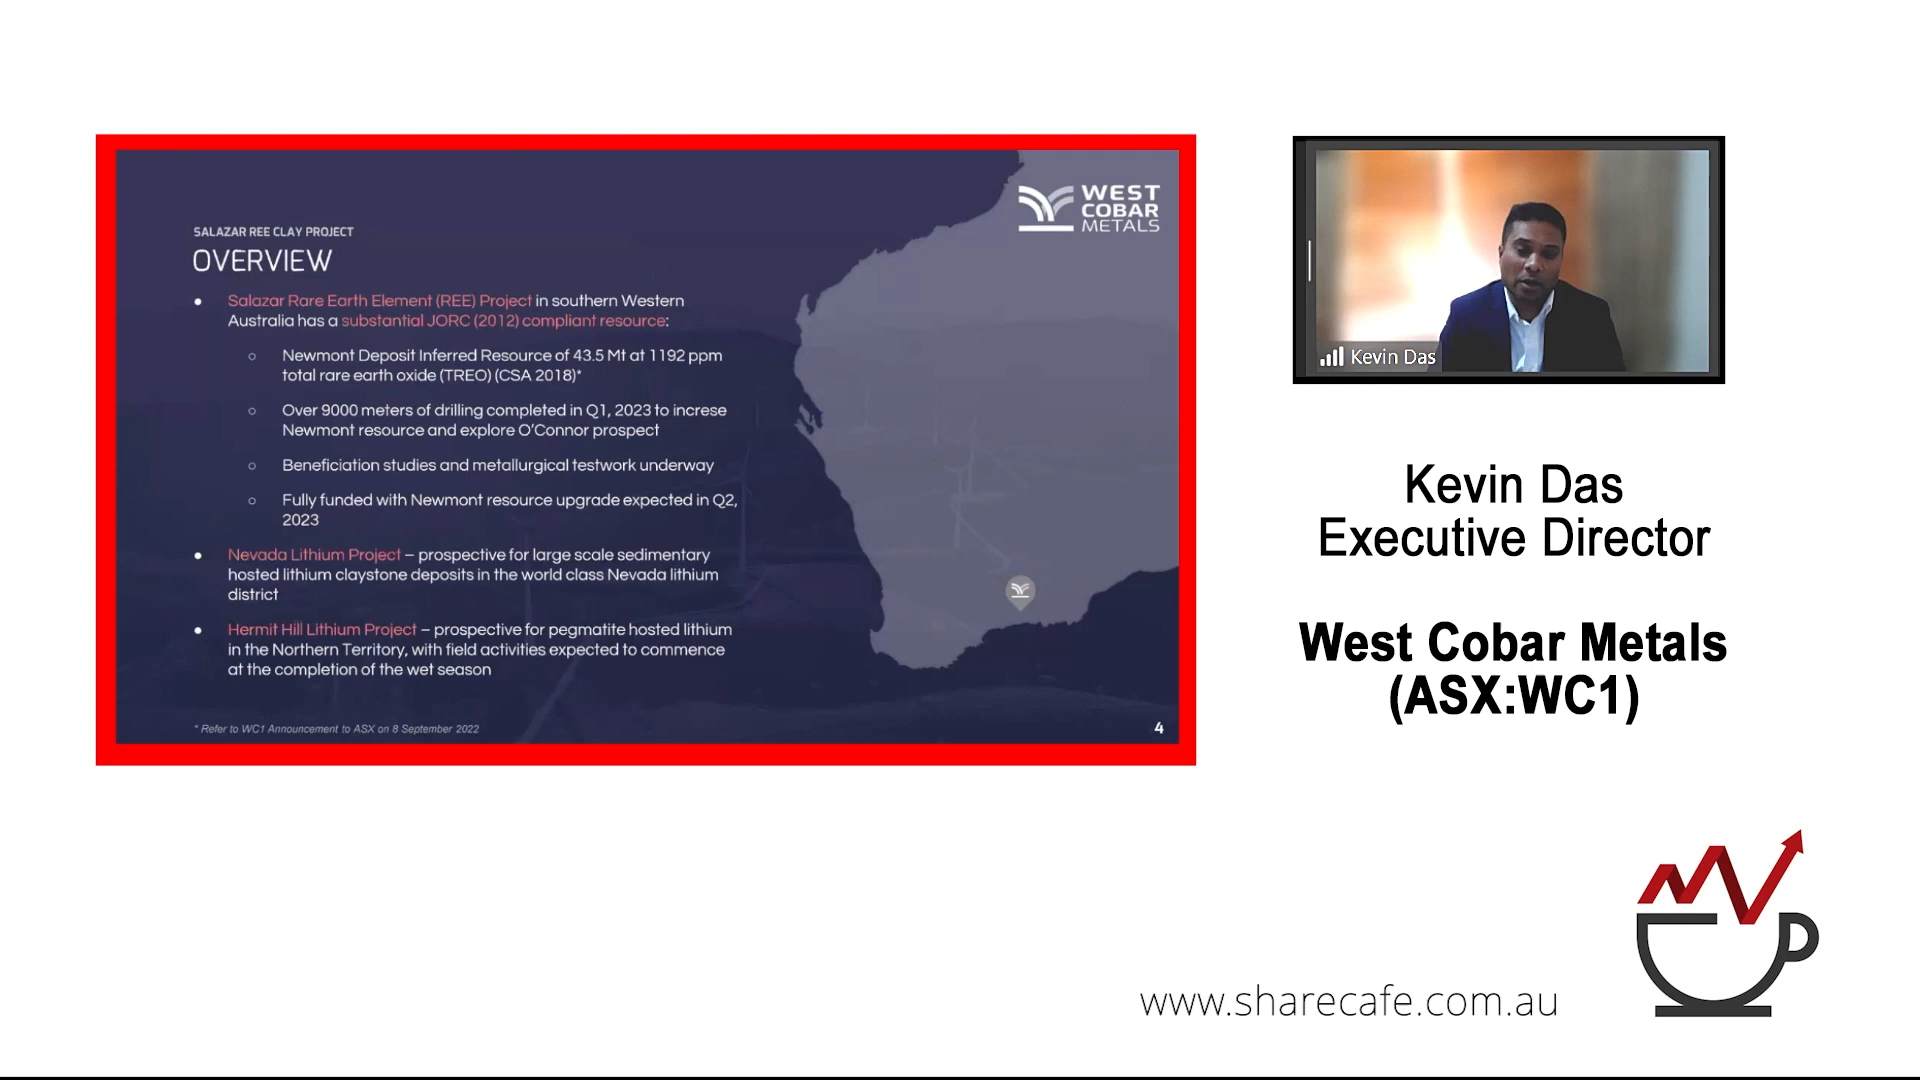 WEST
COBAR
METALS
SALAZAR REE CLAY PROJECT
OVERVIEW
● Salazar Rare Earth Element (REE) Project in southern Western
Australia has a substantial JORC (2012) compliant resource:
○ Newmont Deposit Inferred Resource of 43.5 Mt at 1192 ppm
total rare earth oxide (TREO) (CSA 2018)*
○ Over 9000 meters of drilling completed in Q1, 2023 to increse
Newmont resource and explore O'Connor prospect
○ Beneficiation studies and metallurgical testwork underway
○ Fully funded with Newmont resource upgrade expected in Q2,
2023
● Nevada Lithium Project – prospective for large scale sedimentary
hosted lithium claystone deposits in the world class Nevada lithium
district
● Hermit Hill Lithium Project – prospective for pegmatite hosted lithium
in the Northern Territory, with field activities expected to commence
at the completion of the wet season
* Refer to WC1 Announcement to ASX on 8 September 2022
4
Kevin Das
Kevin Das
Executive Director
West Cobar Metals
(ASX:WC1)
www.sharecafe.com.au